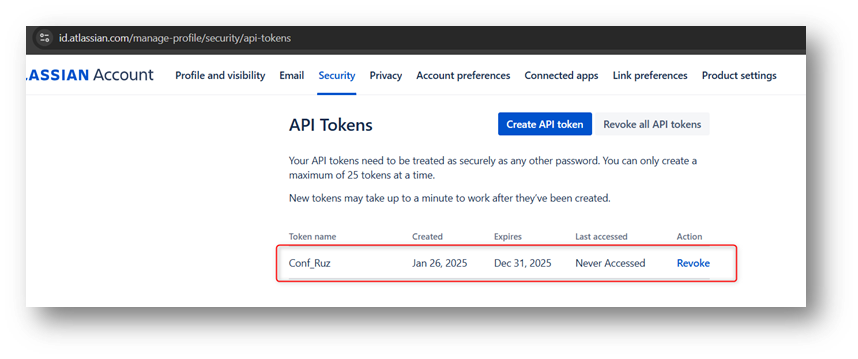 id.atlassian.com/manage-profile/security/api-tokens
LASSIAN Account Profile and visibility Email Security Privacy Account preferences Connected apps Link preferences Product settings
API Tokens Create API token Revoke all API tokens
Your API tokens need to be treated as securely as any other password. You can only create a
maximum of 25 tokens at a time.
New tokens may take up to a minute to work after they've been created.
Token name Created Expires Last accessed Action
Conf_Ruz Jan 26, 2025 Dec 31, 2025 Never Accessed Revoke